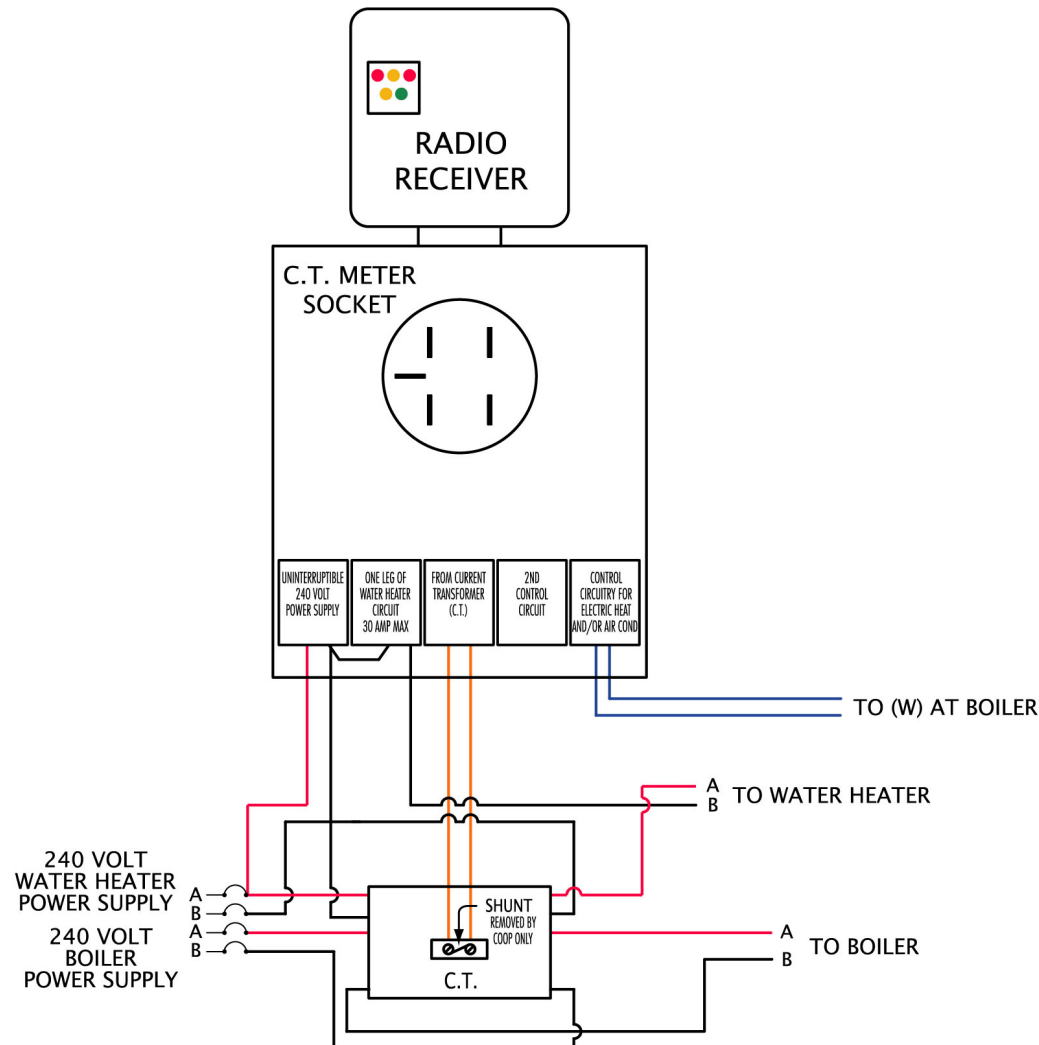 RADIO
RECEIVER
C.T. METER
SOCKET
UNINTERRUPTIBLE
240 VOLT
POWER SUPPLY
ONE LEG OF
WATER HEATER
CIRCUIT
30 AMP MAX
FROM CURRENT
TRANSFORMER
(C.T.)
2ND
CONTROL
CIRCUIT
CONTROL
CIRCUITRY FOR
ELECTRIC HEAT
AND/OR AIR COND
TO (W) AT BOILER
A
B
TO WATER HEATER
240 VOLT
WATER HEATER
POWER SUPPLY
A
B
240 VOLT
BOILER
POWER SUPPLY
A
B
SHUNT
REMOVED BY
COOP ONLY
C.T.
A
B
TO BOILER